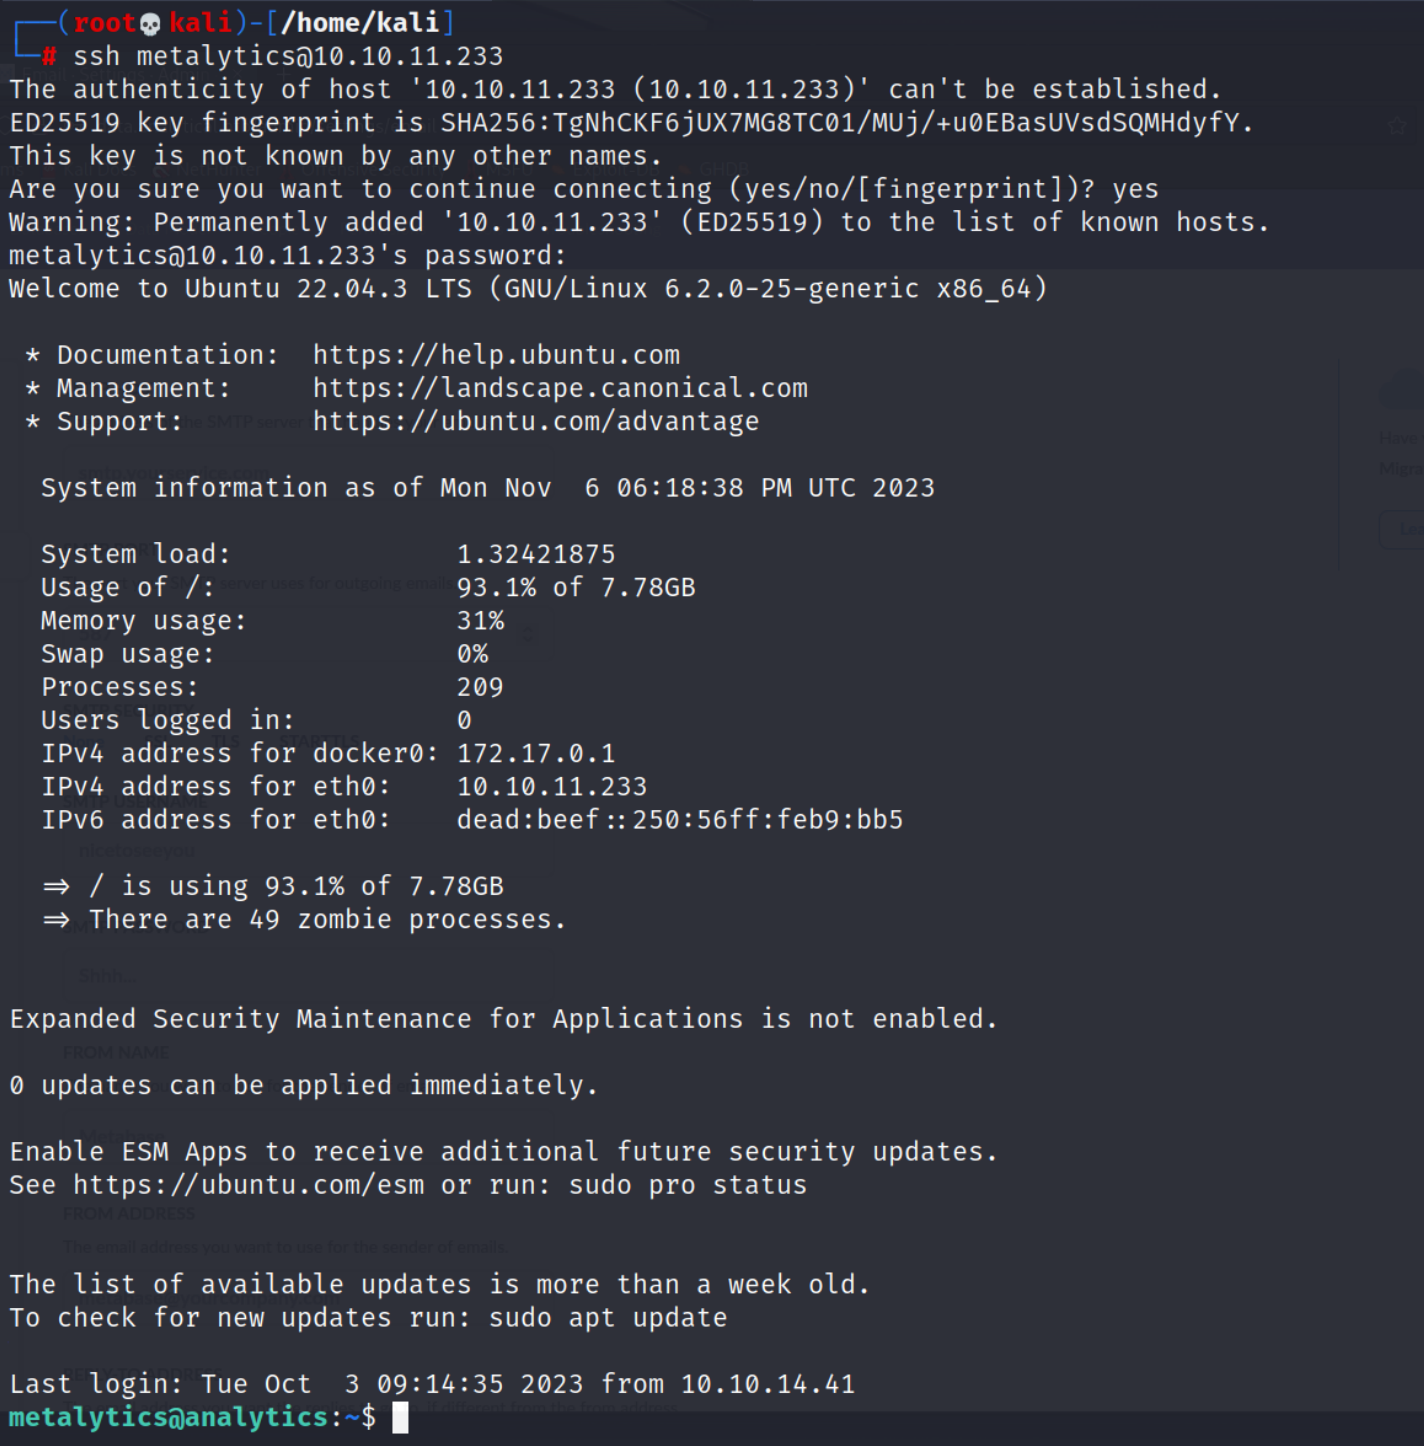 (root💀kali)-[/home/kali]
# ssh metalytics@10.10.11.233
The authenticity of host '10.10.11.233 (10.10.11.233)' can't be established.
ED25519 key fingerprint is SHA256:TgNhCKF6jUX7MG8TC01/MUj/+u0EBasUVsdSQMHdyfY.
This key is not known by any other names.
Are you sure you want to continue connecting (yes/no/[fingerprint])? yes
Warning: Permanently added '10.10.11.233' (ED25519) to the list of known hosts.
metalytics@10.10.11.233's password:
Welcome to Ubuntu 22.04.3 LTS (GNU/Linux 6.2.0-25-generic x86_64)
* Documentation:  https://help.ubuntu.com
* Management:     https://landscape.canonical.com
* Support:        https://ubuntu.com/advantage
System information as of Mon Nov  6 06:18:38 PM UTC 2023
System load:              1.32421875
Usage of /:               93.1% of 7.78GB
Memory usage:             31%
Swap usage:               0%
Processes:                209
Users logged in:          0
IPv4 address for docker0: 172.17.0.1
IPv4 address for eth0:    10.10.11.233
IPv6 address for eth0:    dead:beef::250:56ff:feb9:bb5
=> / is using 93.1% of 7.78GB
=> There are 49 zombie processes.
Expanded Security Maintenance for Applications is not enabled.
0 updates can be applied immediately.
Enable ESM Apps to receive additional future security updates.
See https://ubuntu.com/esm or run: sudo pro status
The list of available updates is more than a week old.
To check for new updates run: sudo apt update
Last login: Tue Oct  3 09:14:35 2023 from 10.10.14.41
metalytics@analytics:~$